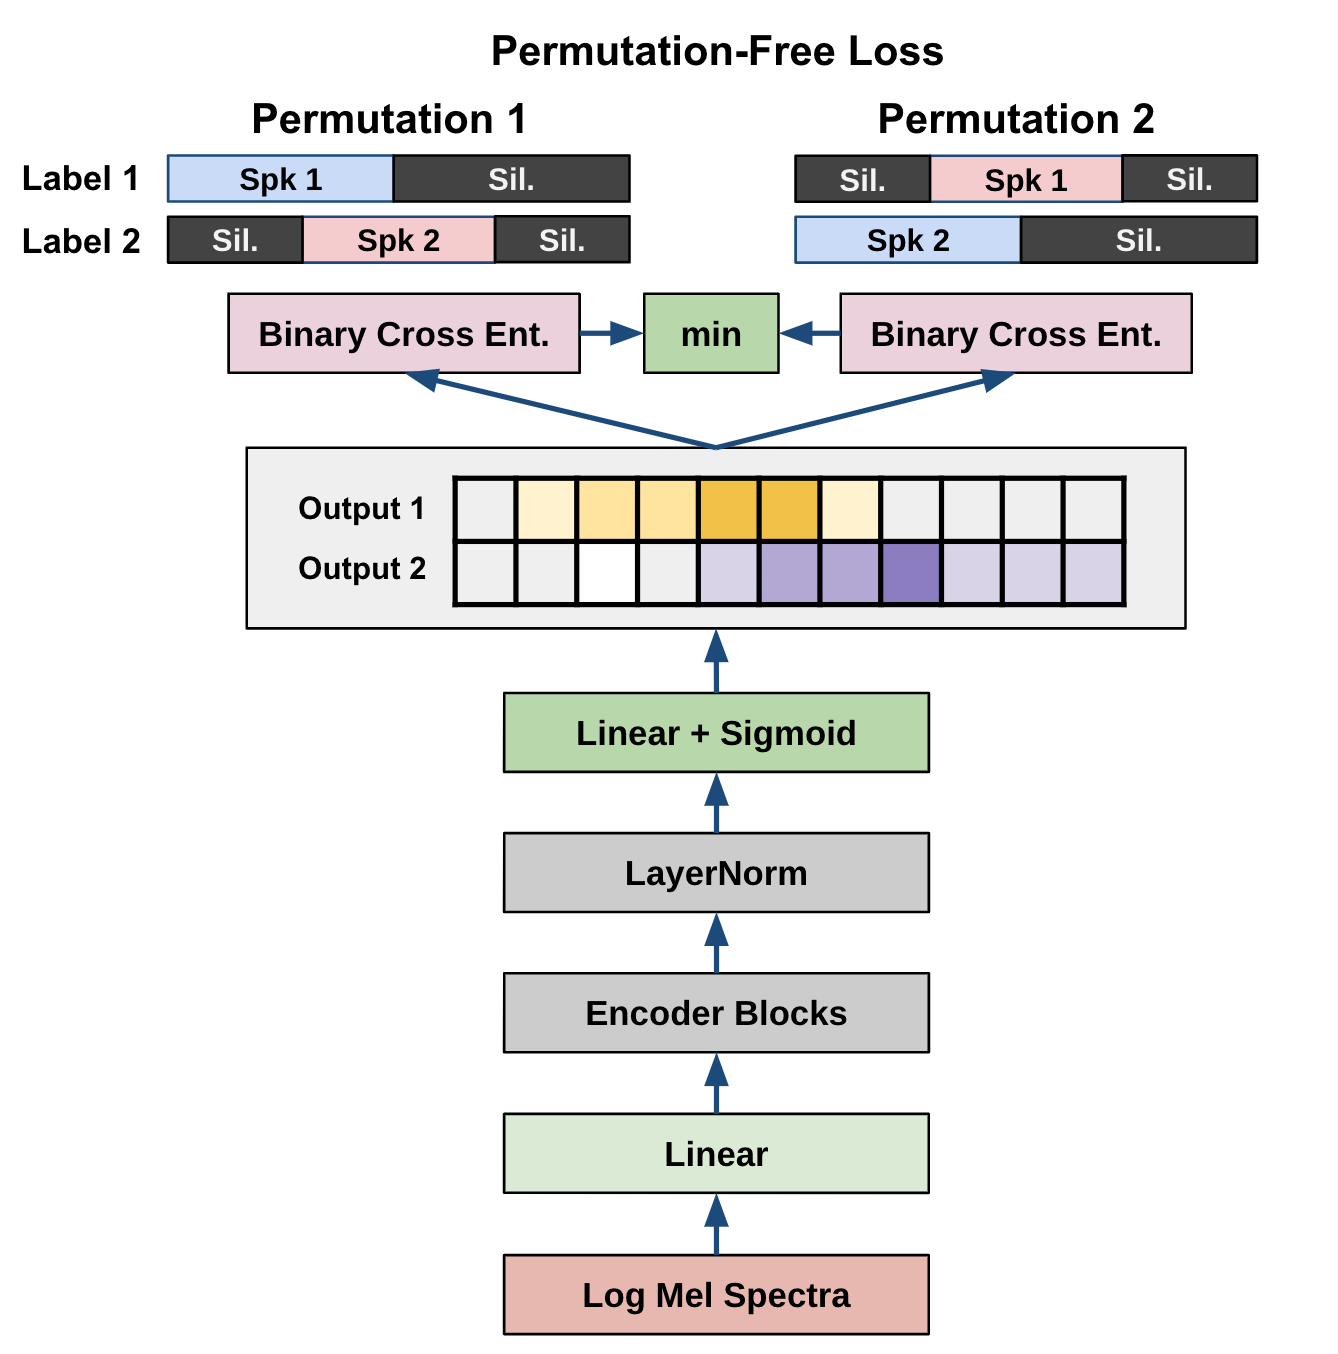 Permutation-Free Loss
Permutation 1 Permutation 2
Label 1 Spk 1 Sil. Sil. Spk 1 Sil.
Label 2 Sil. Spk 2 Sil. Spk 2 Sil.
Binary Cross Ent. min Binary Cross Ent.
Output 1
Output 2
Linear + Sigmoid
LayerNorm
Encoder Blocks
Linear
Log Mel Spectra